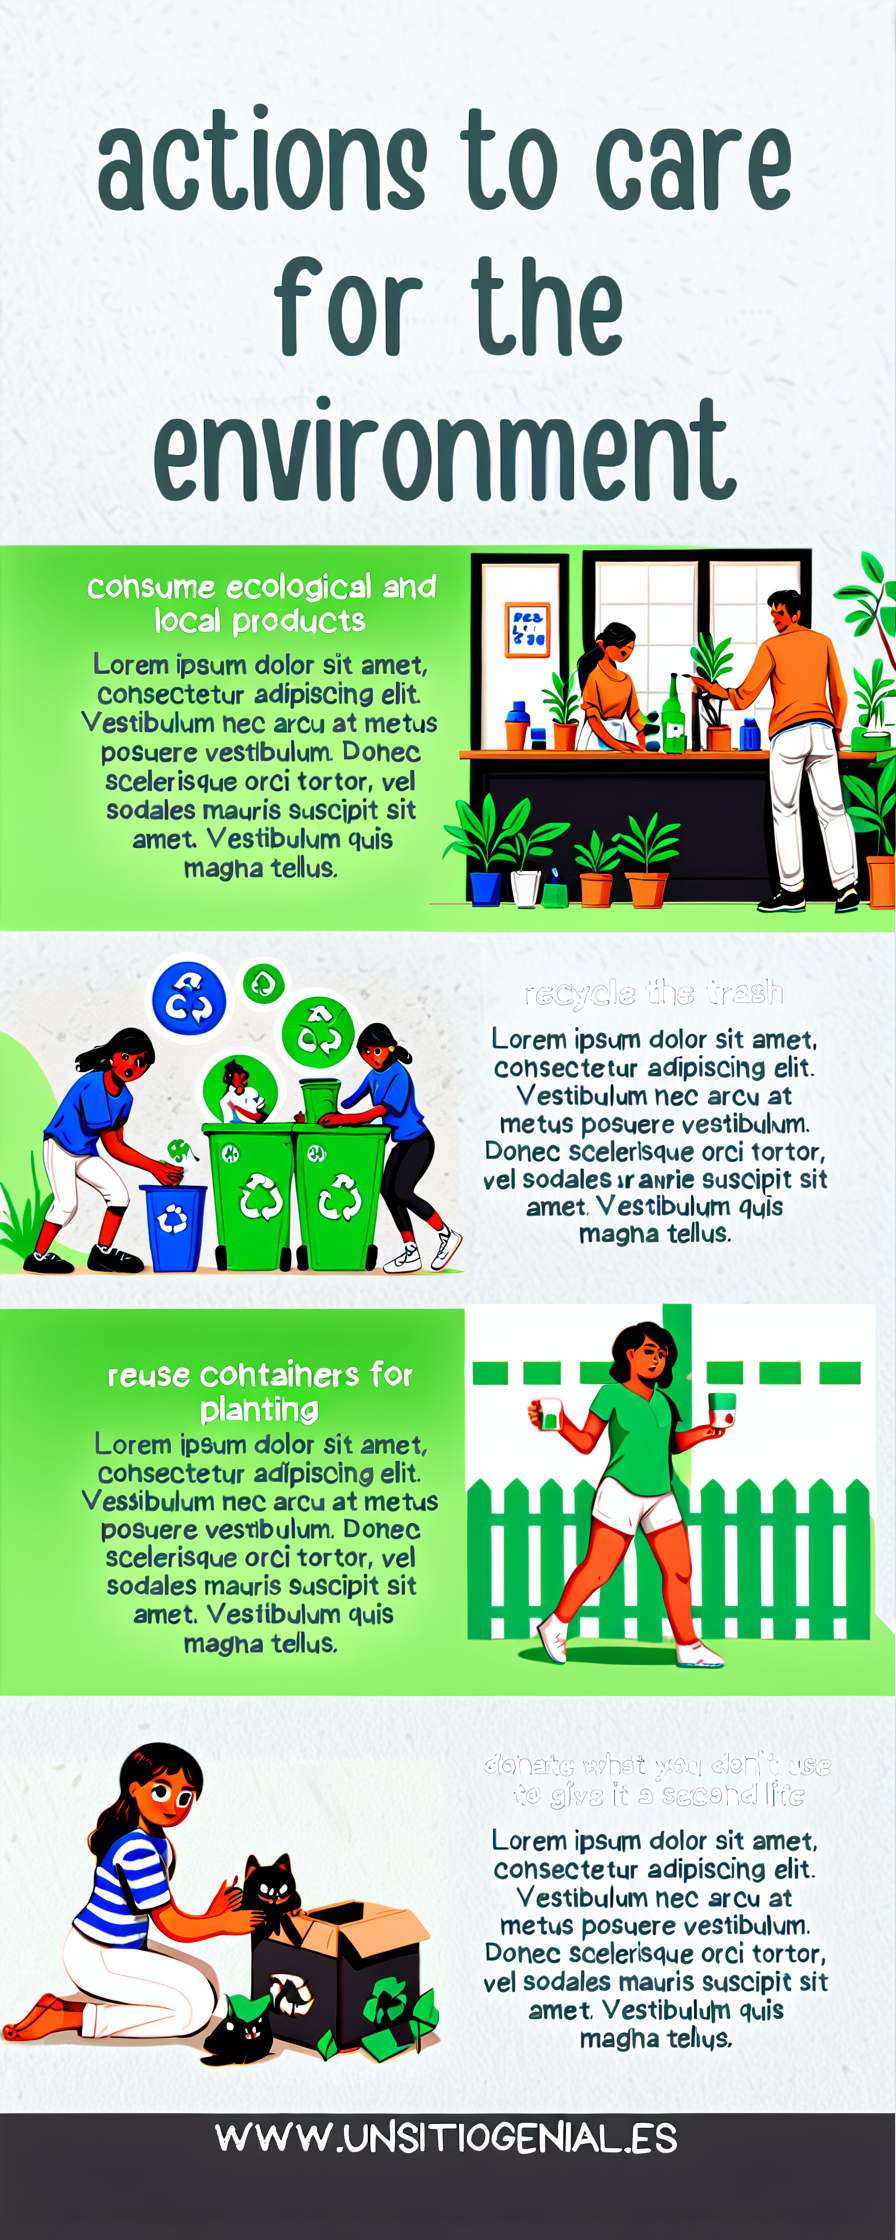 actions to care
for the
environment
consume ecological and
local products
Lorem ipsum dolor sit amet,
consectetur adipiscing elit.
Vestibulum nec arcu at metus
posuere vestibulum. Donec
scelerisque orci tortor, vel
sodales mauris suscipit sit
amet. Vestibulum quis
magha tellus.
recycle the trash
Lorem ipsum dolor sit amet,
consectetur adipiscing elit.
Vestibulum nec arcu at
metus posuere vestibulum.
Donec scelerisque orci tortor,
vel sodales suscipit sit
amet. Vestibulum quis
magna tellus.
reuse containers for
planting
Lorem ipsum dolor sit amet,
consectetur adipiscing elit.
Vessibulum nec arcu at metus
posuere vestibulum. Donec
scelerisque orci tortor, vel
sodales mauris suscipit sit
amet. Vestibulum quis
magha tellus.
donate what you don't use
to give it a second life
Lorem ipsum dolor sit amet,
consectetur adipiscing elit.
Vestibulum nec arcu at
metus posuere vestibulum.
Donec scelerisque orci tortor,
vel sodales mauris suscipit sit
amet. Vestibulum quis
magha tellus.
WWW.UNSITIOGENIAL.ES